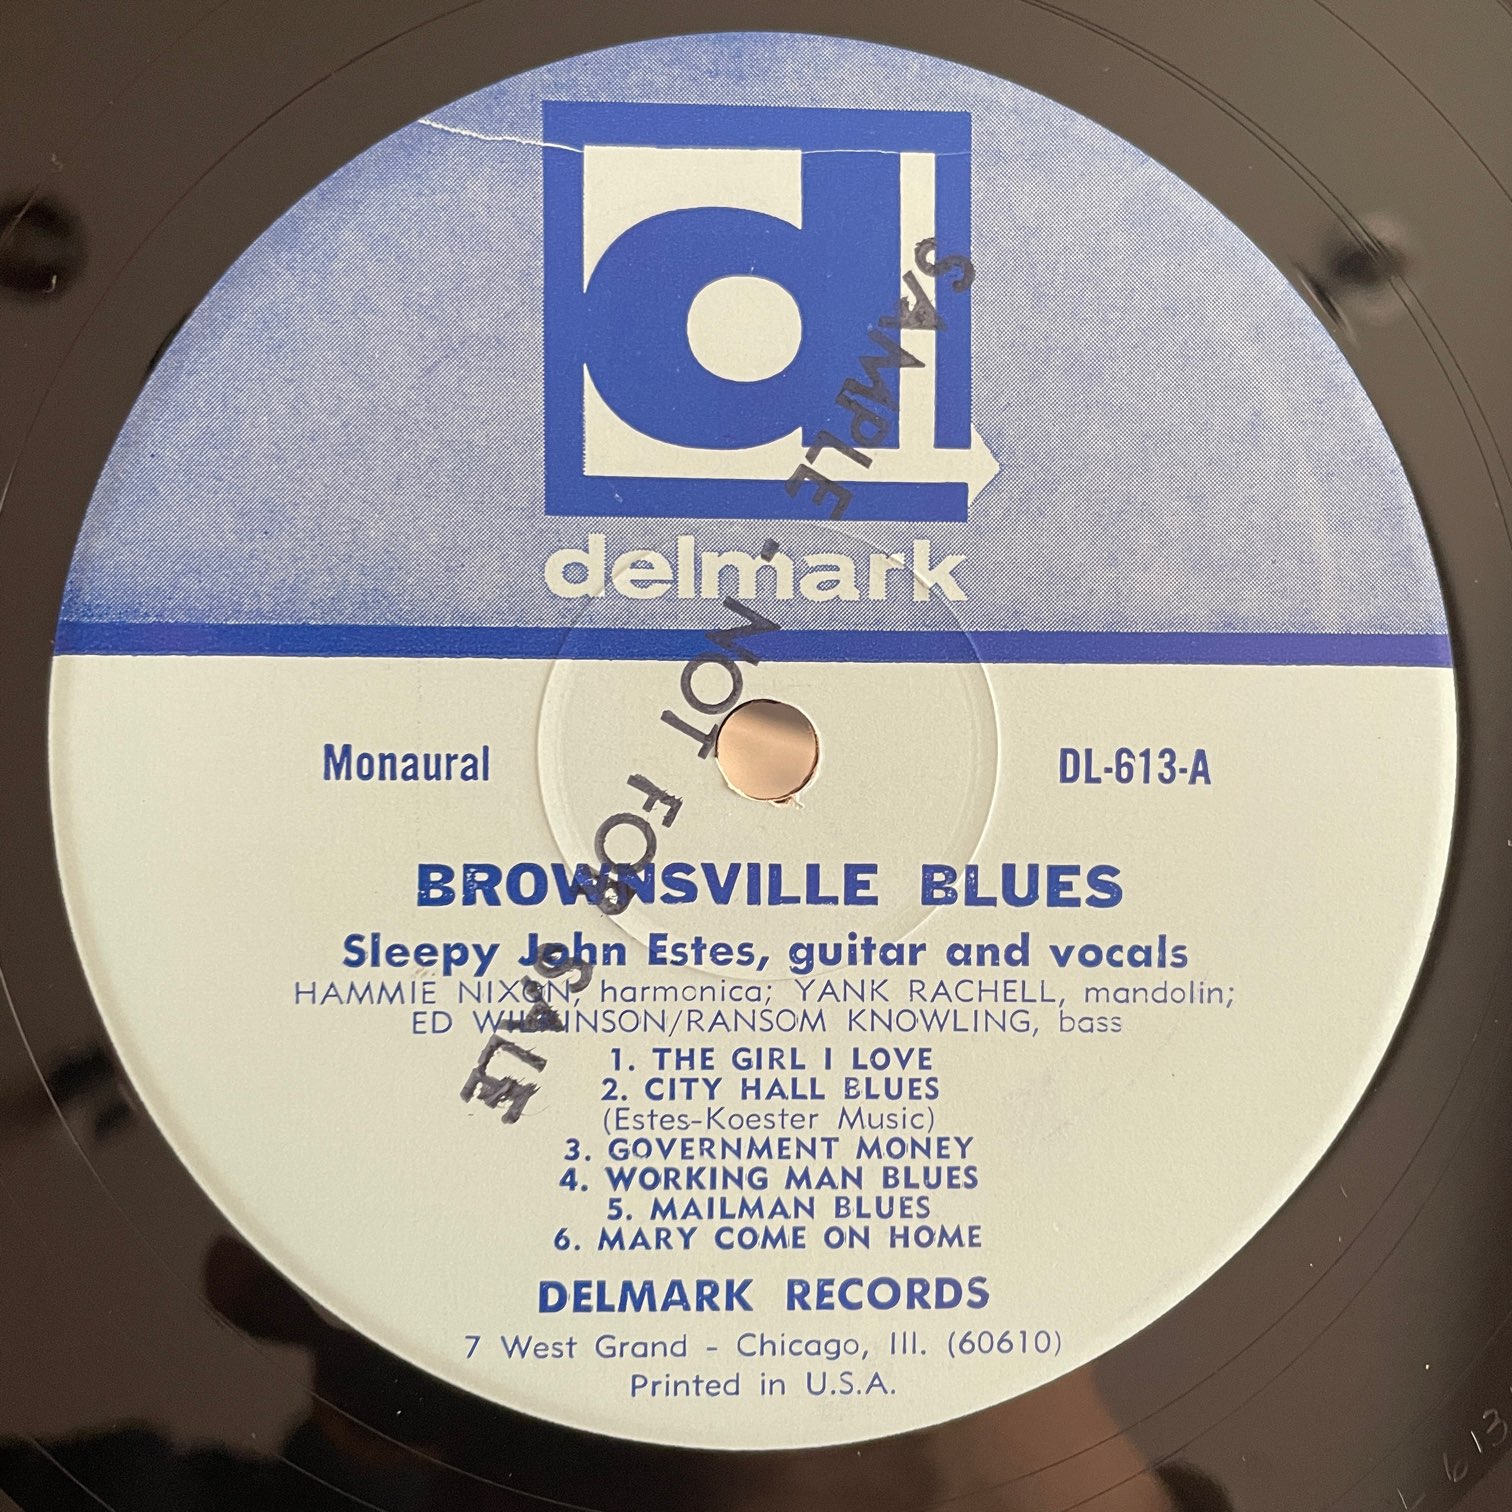 d
delmark
SAMPLE - NOT FOR SALE
Monaural
DL-613-A
BROWNSVILLE BLUES
Sleepy John Estes, guitar and vocals
HAMMIE NIXON, harmonica; YANK RACHELL, mandolin;
ED WILKINSON/RANSOM KNOWLING, bass
1. THE GIRL I LOVE
2. CITY HALL BLUES
(Estes-Koester Music)
3. GOVERNMENT MONEY
4. WORKING MAN BLUES
5. MAILMAN BLUES
6. MARY COME ON HOME
DELMARK RECORDS
7 West Grand - Chicago, Ill. (60610)
Printed in U.S.A.
613